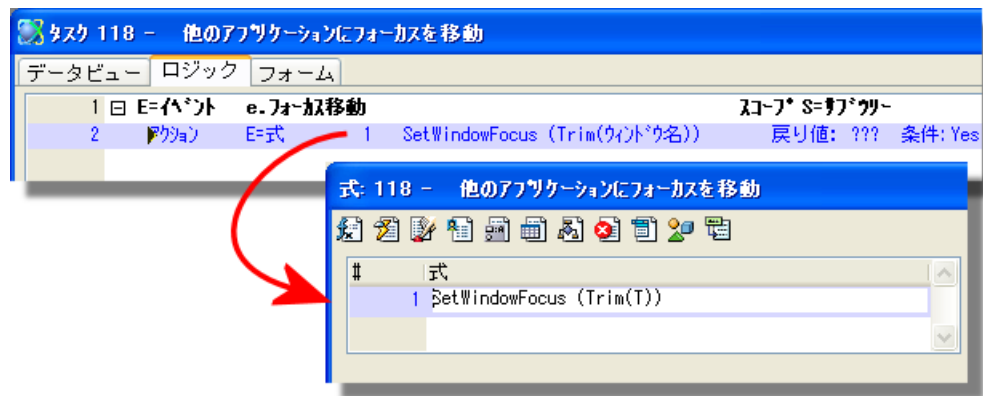 タスク 118 - 他のアプリケーションにフォーカスを移動
データビュー ロジック フォーム
1 E=イベント e.フォーカス移動 スコープ S=サブツリー
2 アクション E=式 1 SetWindowFocus (Trim(ウィンドウ名)) 戻り値: ??? 条件:Yes
式: 118 - 他のアプリケーションにフォーカスを移動
# 式
1 SetWindowFocus (Trim(T))